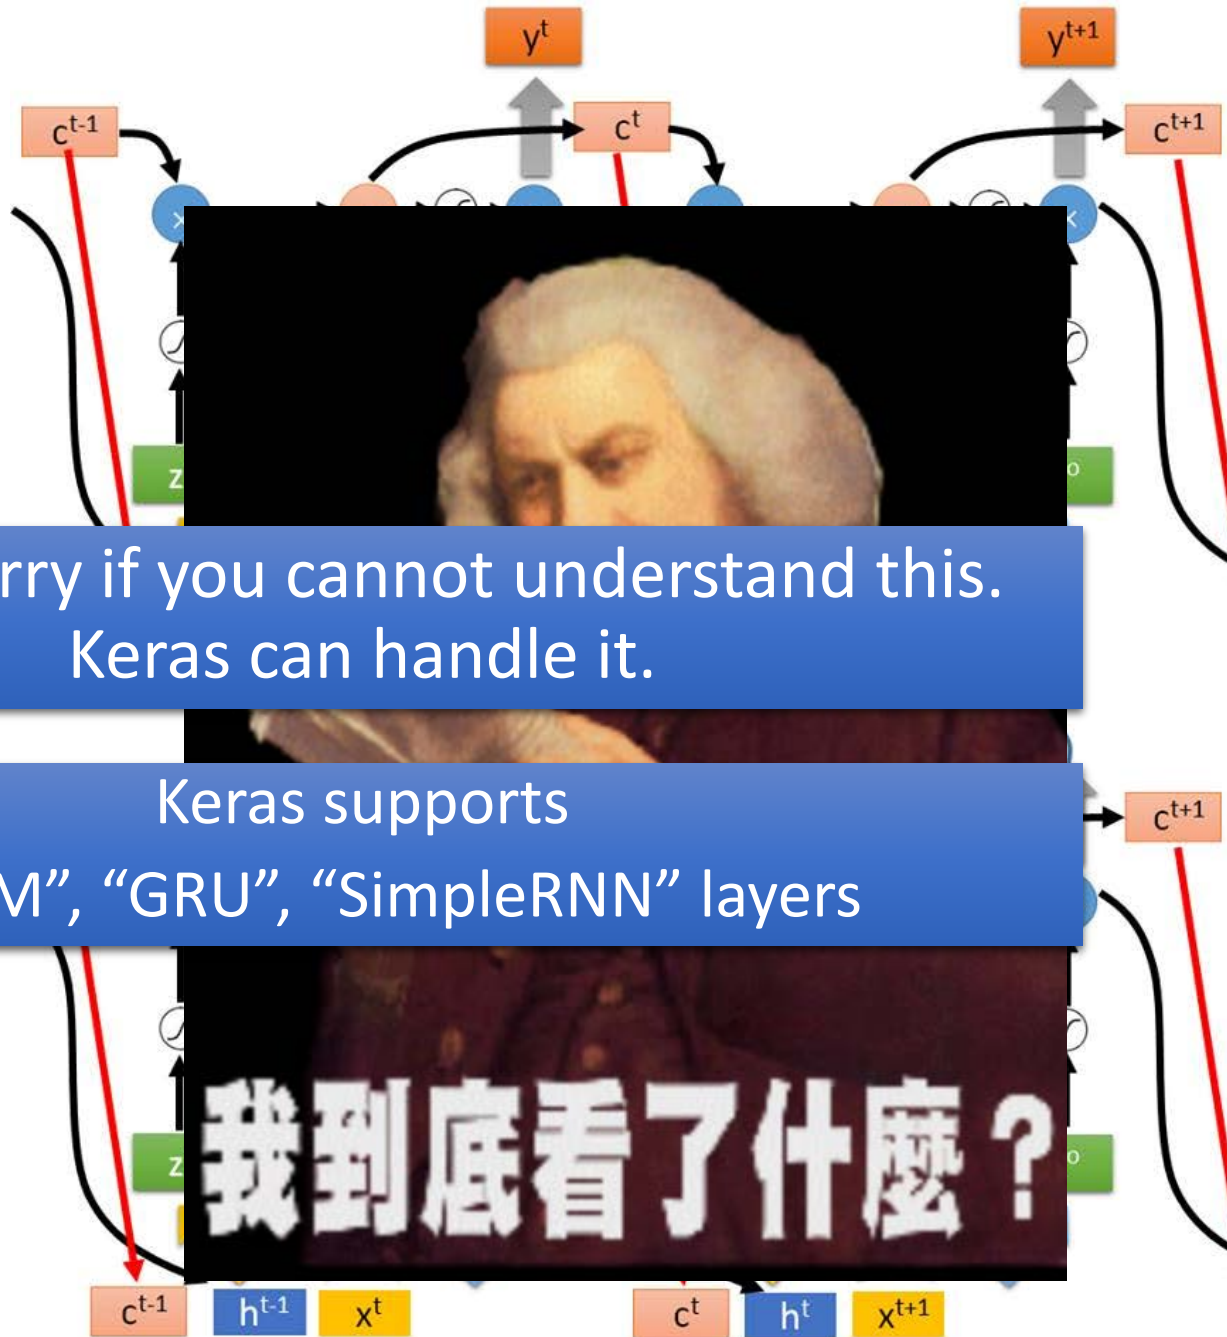 yᵗ
yᵗ⁺¹
cᵗ⁻¹
cᵗ
cᵗ⁺¹
×
×
z
o
rry if you cannot understand this.
Keras can handle it.
Keras supports
M”, “GRU”, “SimpleRNN” layers
cᵗ⁺¹
z
o
我到底看了什麼？
cᵗ⁻¹
hᵗ⁻¹
xᵗ
cᵗ
hᵗ
xᵗ⁺¹